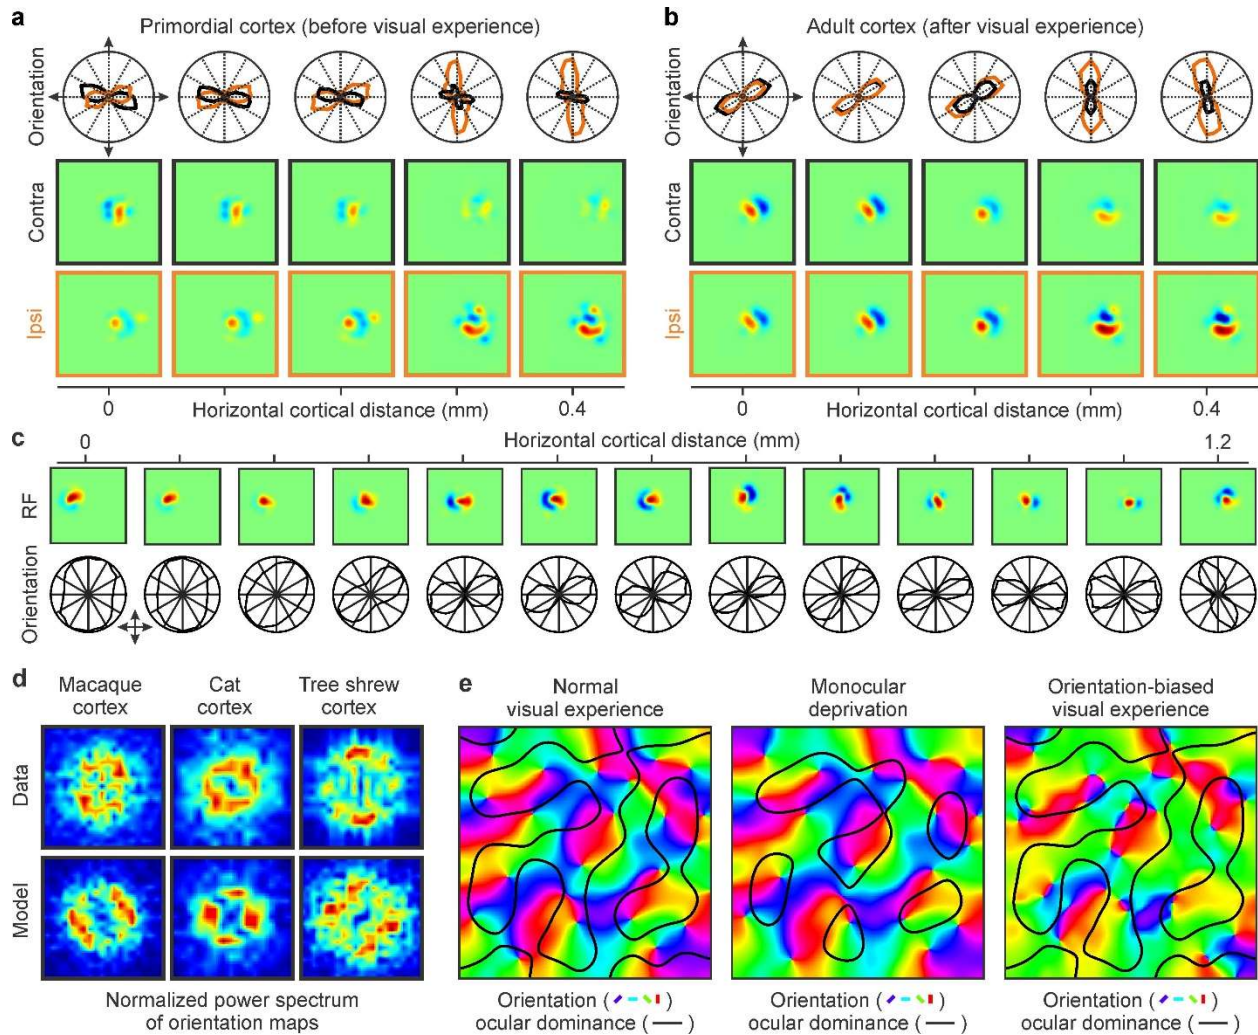 a
Primordial cortex (before visual experience)
Orientation
Contra
Ipsi
0
0.4
Horizontal cortical distance (mm)
b
Adult cortex (after visual experience)
Orientation
Contra
Ipsi
0
0.4
Horizontal cortical distance (mm)
c
0
Horizontal cortical distance (mm)
1.2
RF
Orientation
d
Macaque
cortex
Cat
cortex
Tree shrew
cortex
Data
Model
Normalized power spectrum
of orientation maps
e
Normal
visual experience
Monocular
deprivation
Orientation-biased
visual experience
Orientation ( )
ocular dominance ( )
Orientation ( )
ocular dominance ( )
Orientation ( )
ocular dominance ( )